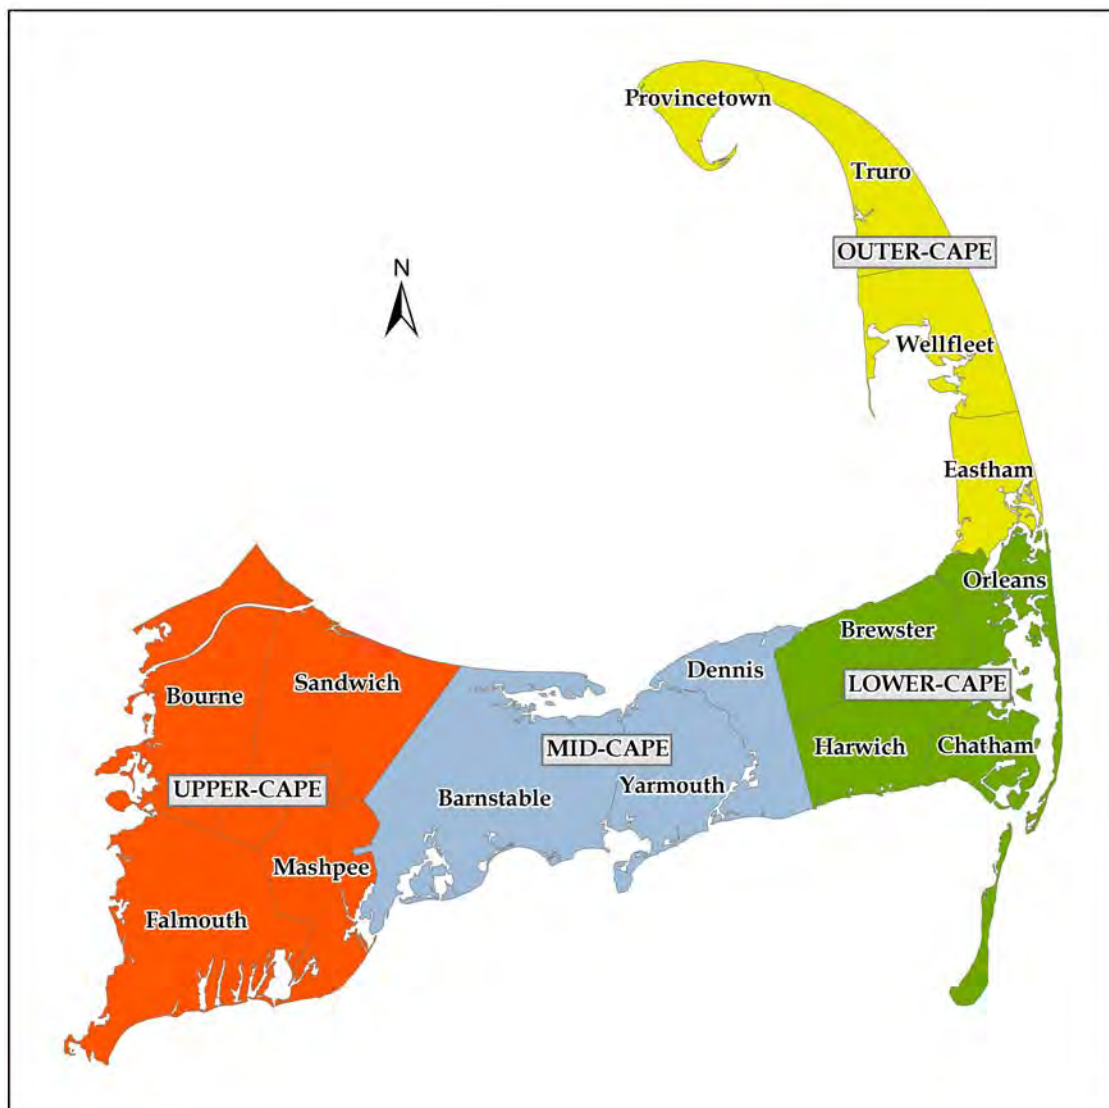 Provincetown
Truro
OUTER-CAPE
N
Wellfleet
Eastham
Orleans
Brewster
Dennis
Sandwich
LOWER-CAPE
Bourne
MID-CAPE
Harwich
Chatham
UPPER-CAPE
Yarmouth
Barnstable
Mashpee
Falmouth